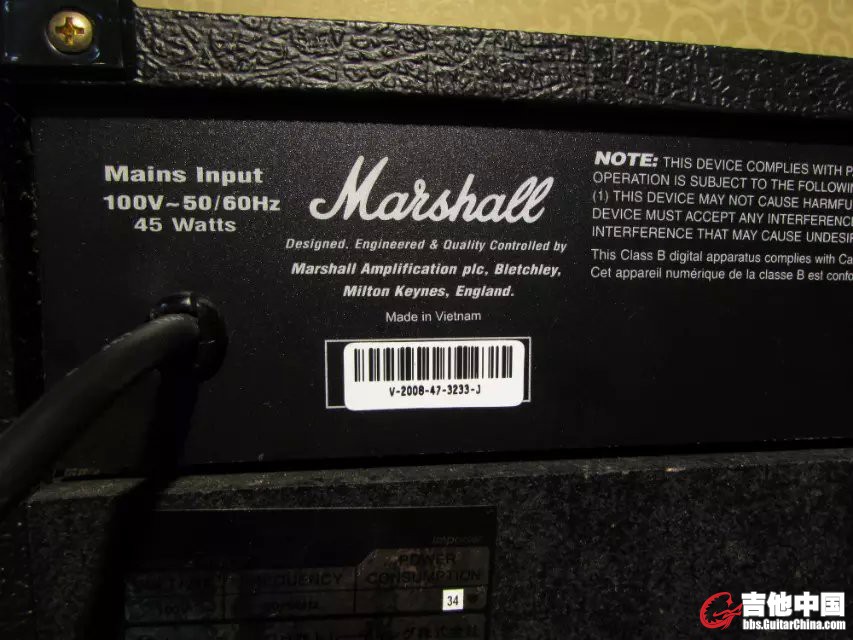 Mains Input
100V~50/60Hz
45 Watts
Marshall
Designed, Engineered & Quality Controlled by
Marshall Amplification plc, Bletchley,
Milton Keynes, England.
Made in Vietnam
V-2008-47-3233-J
NOTE: THIS DEVICE COMPLIES WITH P
OPERATION IS SUBJECT TO THE FOLLOWIN
(1) THIS DEVICE MAY NOT CAUSE HARMFU
DEVICE MUST ACCEPT ANY INTERFERENCE
INTERFERENCE THAT MAY CAUSE UNDESIR
This Class B digital apparatus complies with Ca
Cet appareil numérique de la classe B est confo
POWER
CONSUMPTION
34
吉他中国
bbs.GuitarChina.com